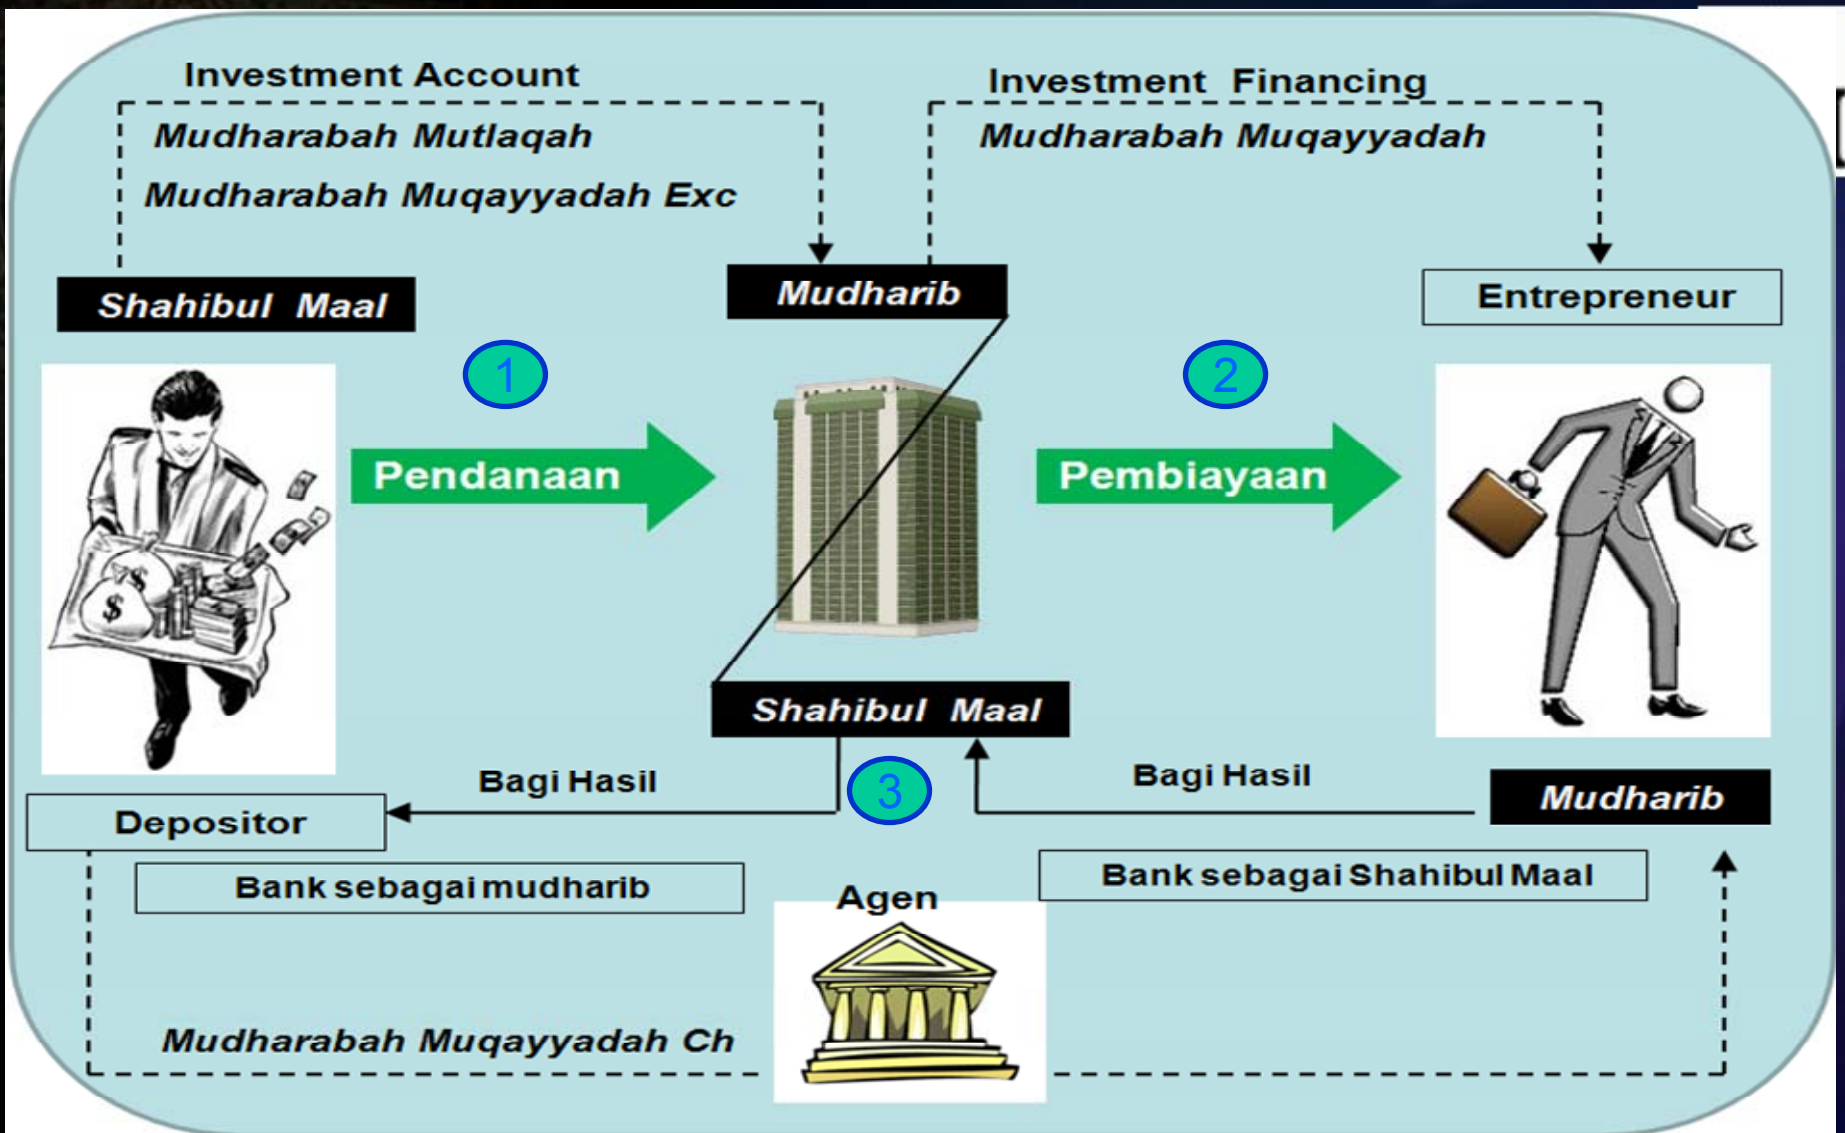 Investment Account
Mudharabah Mutlaqah
Mudharabah Muqayyadah Exc
Investment Financing
Mudharabah Muqayyadah
Shahibul Maal
Mudharib
Entrepreneur
1
2
Pendanaan
Pembiayaan
$
$
Shahibul Maal
Bagi Hasil
3
Bagi Hasil
Mudharib
Depositor
Bank sebagai mudharib
Agen
Bank sebagai Shahibul Maal
Mudharabah Muqayyadah Ch